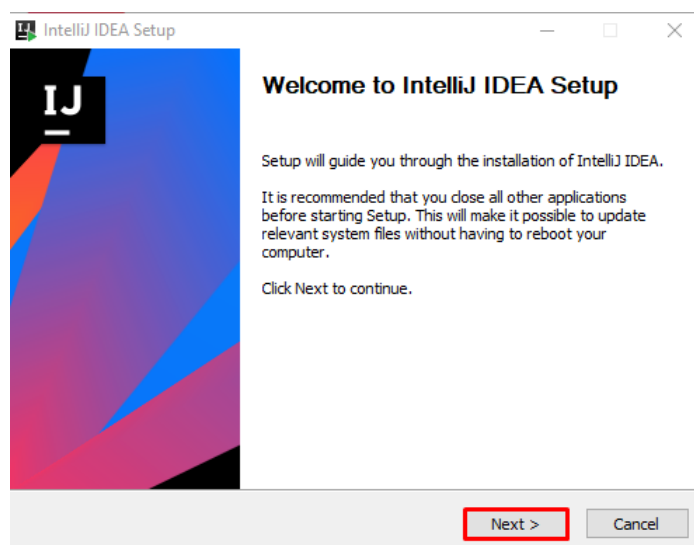 IntelliJ IDEA Setup
IJ
Welcome to IntelliJ IDEA Setup
Setup will guide you through the installation of IntelliJ IDEA.
It is recommended that you close all other applications
before starting Setup. This will make it possible to update
relevant system files without having to reboot your
computer.
Click Next to continue.
Next >
Cancel